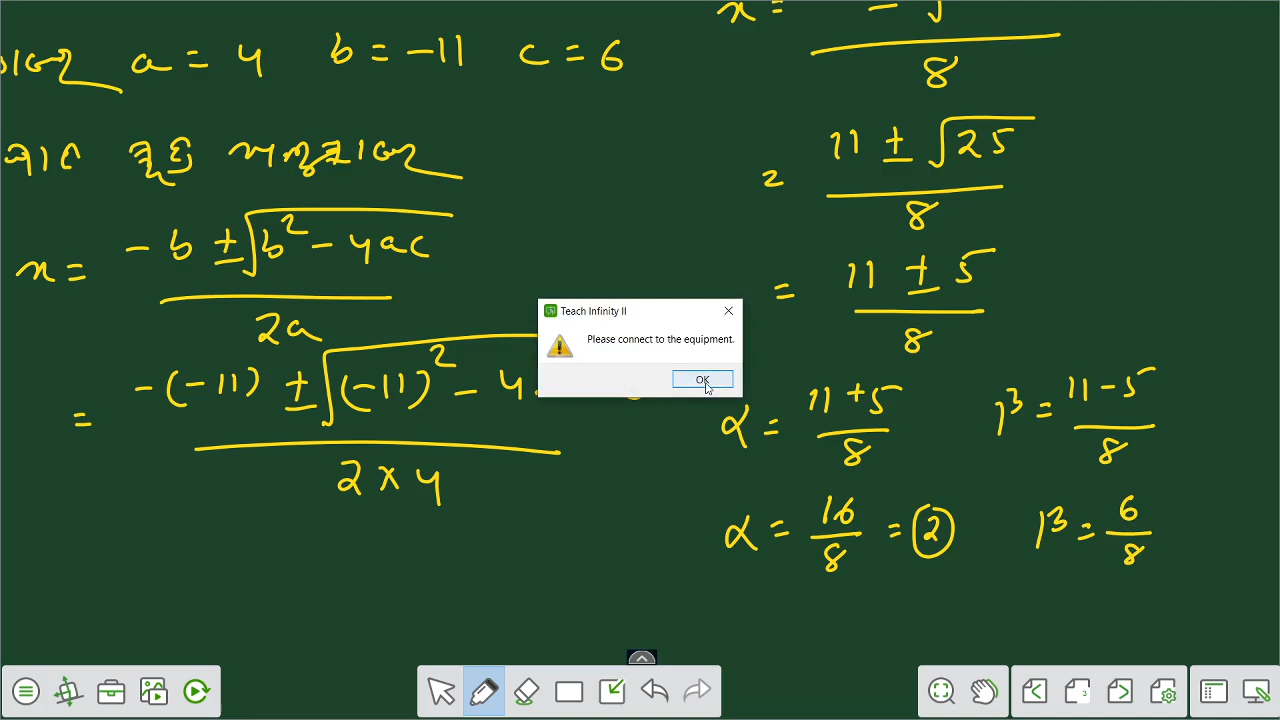 a = 4 b = -11 c = 6
x = (-b ± √(b² - 4ac)) / 2a
= (-(-11) ± √((-11)² - 4.
2 × 4
x =
8
= (11 ± √25) / 8
= (11 ± 5) / 8
α = (11 + 5) / 8 β = (11 - 5) / 8
α = 16/8 = 2 β = 6/8
Teach Infinity II
Please connect to the equipment.
OK
3